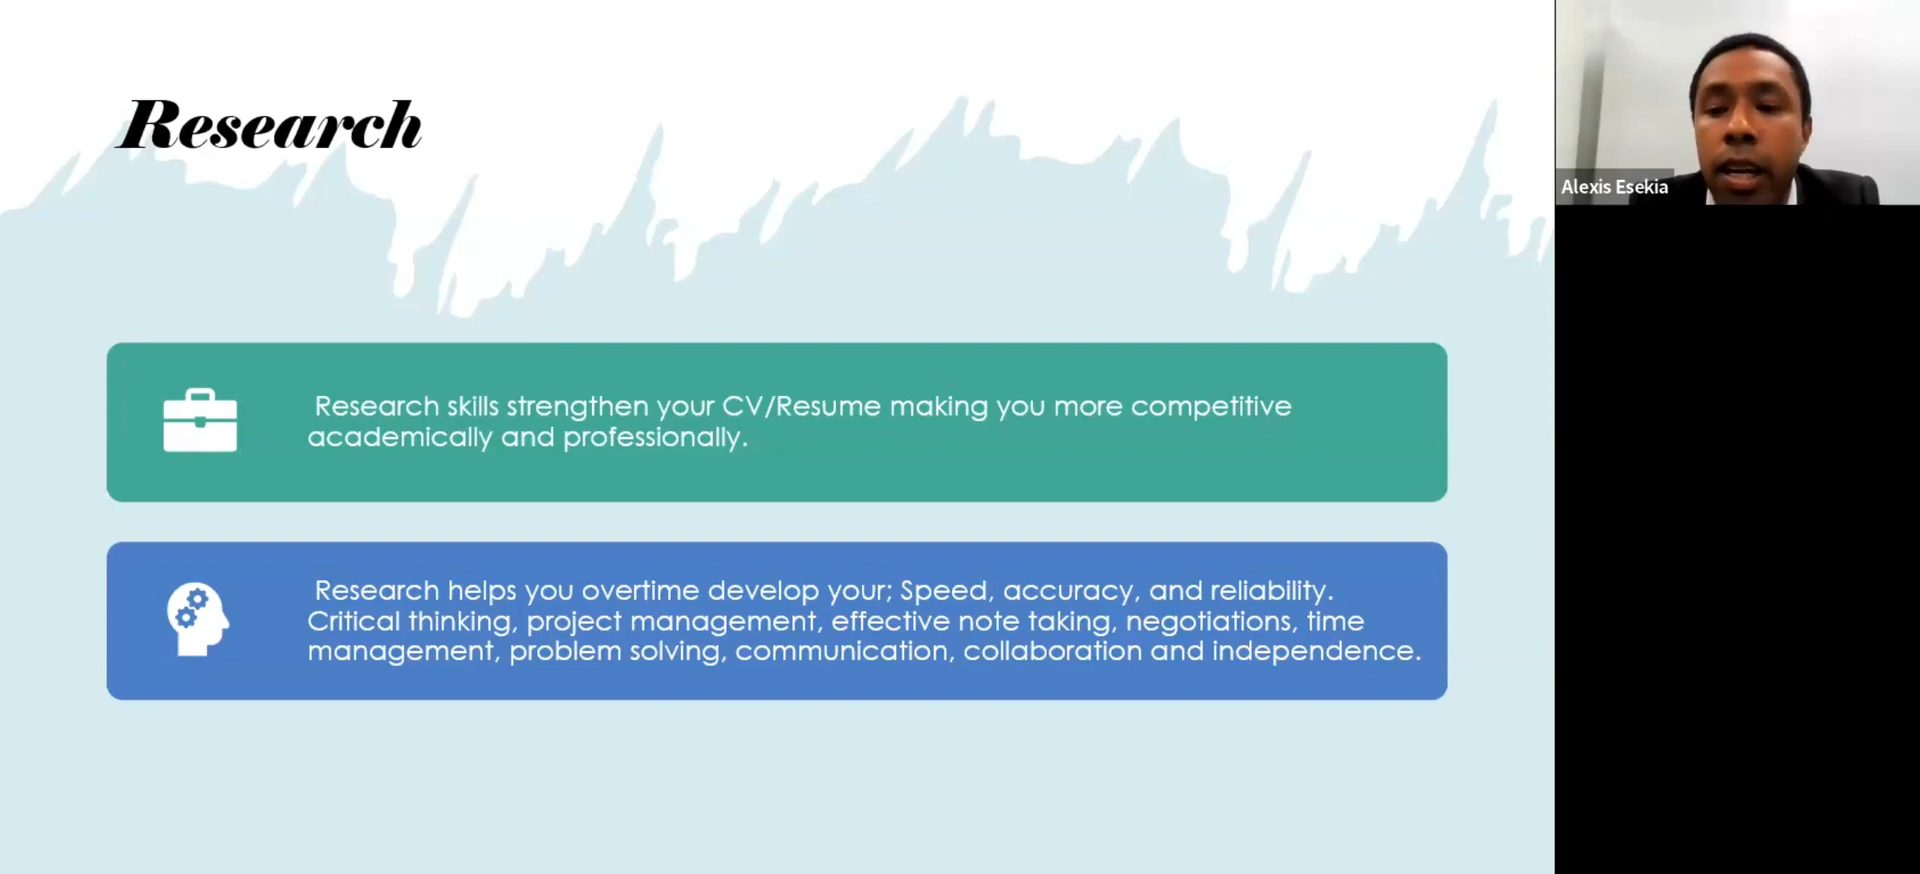 Research
Research skills strengthen your CV/Resume making you more competitive
academically and professionally.
Research helps you overtime develop your; Speed, accuracy, and reliability.
Critical thinking, project management, effective note taking, negotiations, time
management, problem solving, communication, collaboration and independence.
Alexis Esekia